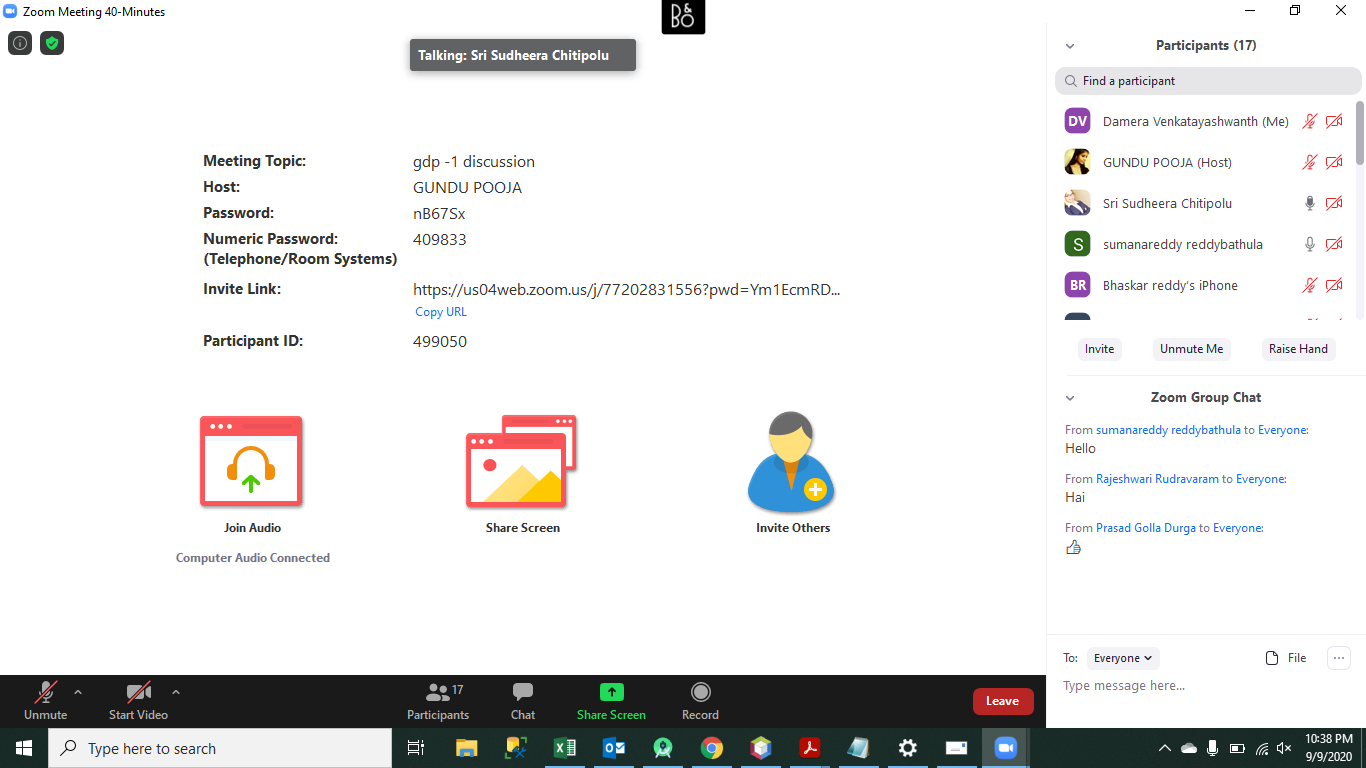 Zoom Meeting 40-Minutes
B&O
Talking: Sri Sudheera Chitipolu
Meeting Topic: gdp -1 discussion
Host: GUNDU POOJA
Password: nB67Sx
Numeric Password: 409833
(Telephone/Room Systems)
Invite Link: https://us04web.zoom.us/j/77202831556?pwd=Ym1EcmRD...
Copy URL
Participant ID: 499050
Join Audio
Share Screen
Invite Others
Computer Audio Connected
Participants (17)
Find a participant
DV Damera Venkatayashwanth (Me)
GUNDU POOJA (Host)
Sri Sudheera Chitipolu
S sumanareddy reddybathula
BR Bhaskar reddy's iPhone
Invite Unmute Me Raise Hand
Zoom Group Chat
From sumanareddy reddybathula to Everyone:
Hello
From Rajeshwari Rudravaram to Everyone:
Hai
From Prasad Golla Durga to Everyone:
To: Everyone File
Type message here...
Unmute Start Video Participants 17 Chat Share Screen Record Leave
Type here to search
10:38 PM
9/9/2020